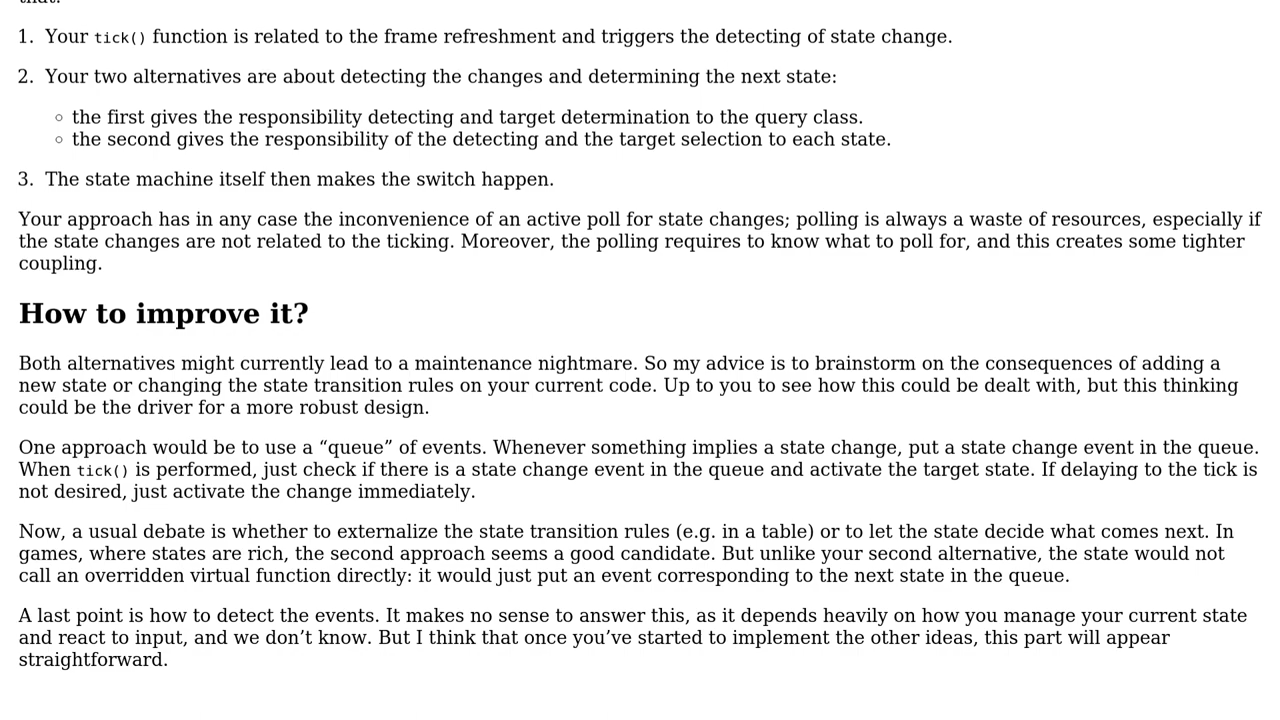 that:
1. Your tick() function is related to the frame refreshment and triggers the detecting of state change.
2. Your two alternatives are about detecting the changes and determining the next state:
◦ the first gives the responsibility detecting and target determination to the query class.
◦ the second gives the responsibility of the detecting and the target selection to each state.
3. The state machine itself then makes the switch happen.
Your approach has in any case the inconvenience of an active poll for state changes; polling is always a waste of resources, especially if
the state changes are not related to the ticking. Moreover, the polling requires to know what to poll for, and this creates some tighter
coupling.
How to improve it?
Both alternatives might currently lead to a maintenance nightmare. So my advice is to brainstorm on the consequences of adding a
new state or changing the state transition rules on your current code. Up to you to see how this could be dealt with, but this thinking
could be the driver for a more robust design.
One approach would be to use a “queue” of events. Whenever something implies a state change, put a state change event in the queue.
When tick() is performed, just check if there is a state change event in the queue and activate the target state. If delaying to the tick is
not desired, just activate the change immediately.
Now, a usual debate is whether to externalize the state transition rules (e.g. in a table) or to let the state decide what comes next. In
games, where states are rich, the second approach seems a good candidate. But unlike your second alternative, the state would not
call an overridden virtual function directly: it would just put an event corresponding to the next state in the queue.
A last point is how to detect the events. It makes no sense to answer this, as it depends heavily on how you manage your current state
and react to input, and we don’t know. But I think that once you’ve started to implement the other ideas, this part will appear
straightforward.